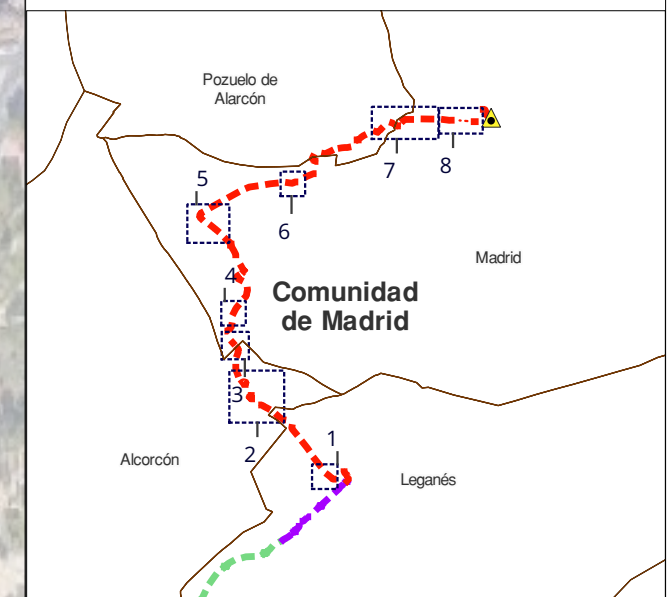 Pozuelo de
Alarcón
7
8
5
6
Madrid
4
Comunidad
de Madrid
3
1
2
Alcorcón
Leganés